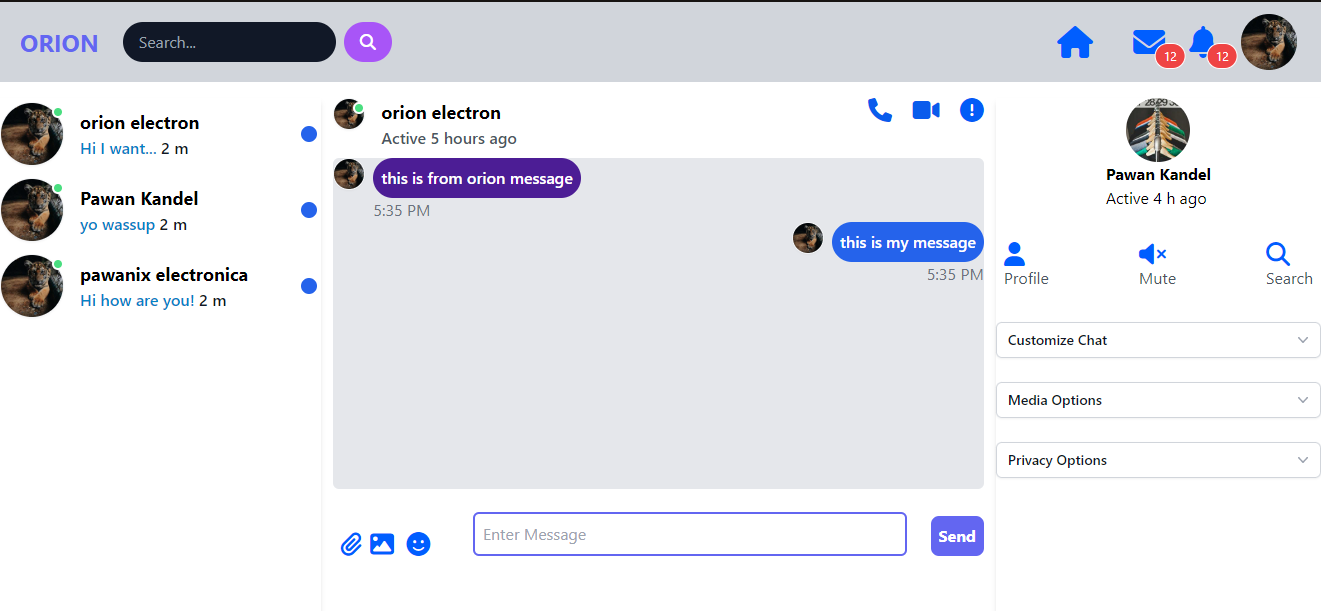 ORION
Search...
12
12
orion electron
Hi I want... 2 m
Pawan Kandel
yo wassup 2 m
pawanix electronica
Hi how are you! 2 m
orion electron
Active 5 hours ago
this is from orion message
5:35 PM
this is my message
5:35 PM
Enter Message
Send
28:29 S
Pawan Kandel
Active 4 h ago
Profile
Mute
Search
Customize Chat
Media Options
Privacy Options